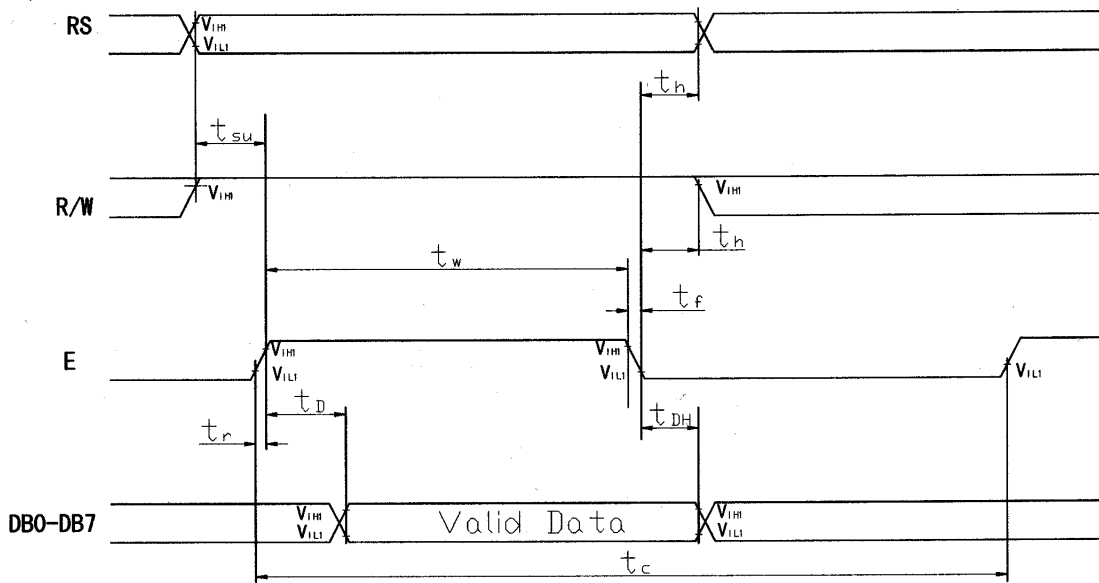 RS
VIH1
VIL1
th
tsu
R/W
VIH1
VIH1
th
tw
tf
E
VIH1
VIL1
VIH1
VIL1
VIL1
tD
tDH
tr
DB0-DB7
VIH1
VIL1
Valid Data
VIH1
VIL1
tc